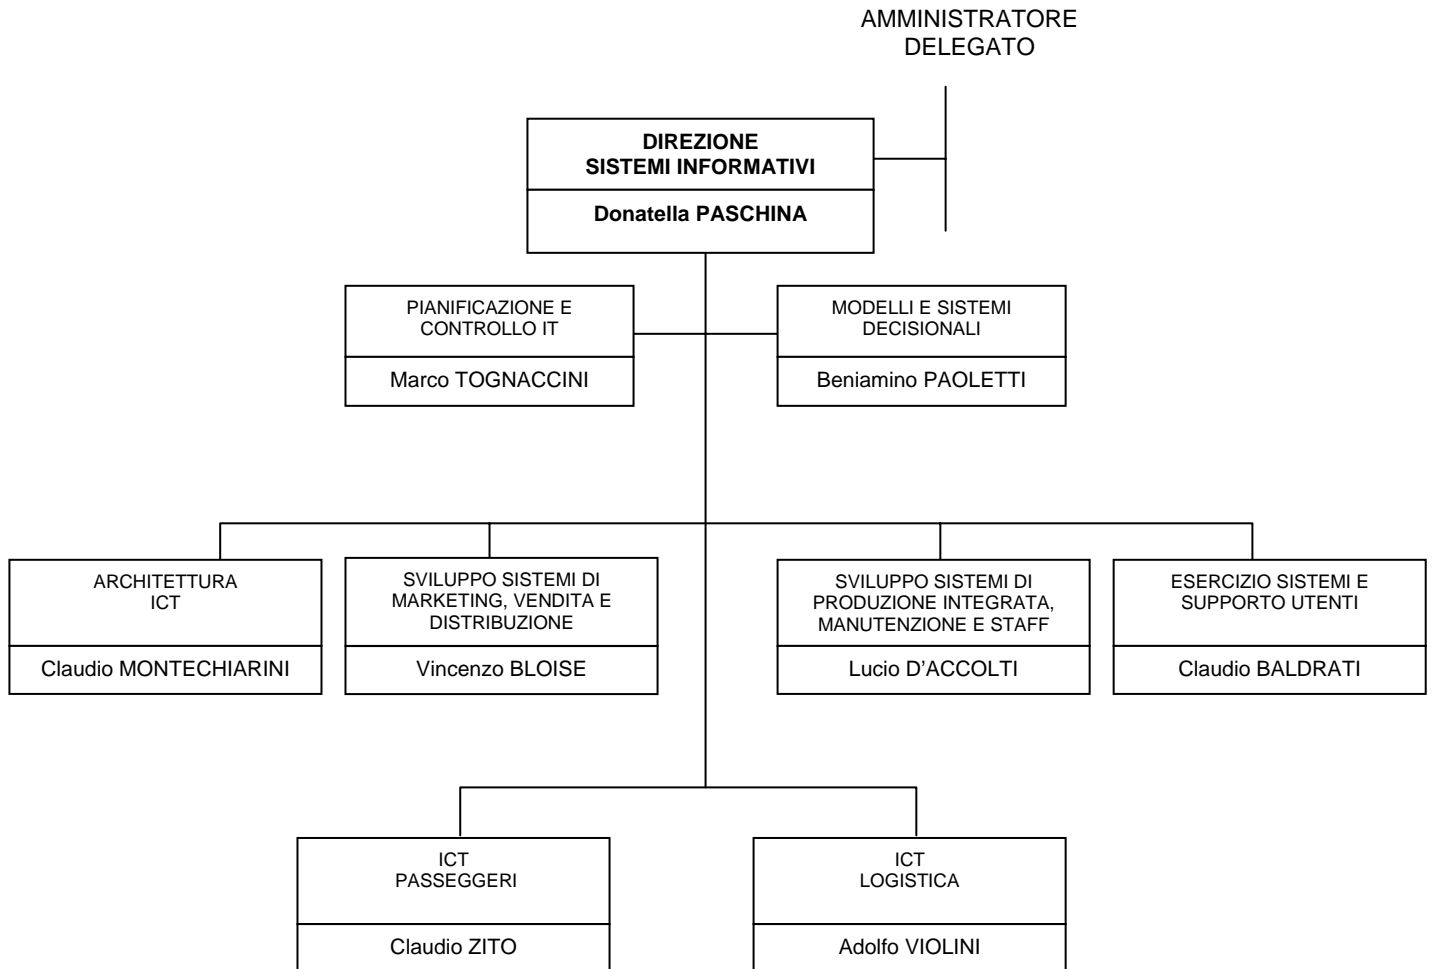 AMMINISTRATORE
DELEGATO
DIREZIONE
SISTEMI INFORMATIVI
Donatella PASCHINA
PIANIFICAZIONE E
CONTROLLO IT
Marco TOGNACCINI
MODELLI E SISTEMI
DECISIONALI
Beniamino PAOLETTI
ARCHITETTURA
ICT
Claudio MONTECHIARINI
SVILUPPO SISTEMI DI
MARKETING, VENDITA E
DISTRIBUZIONE
Vincenzo BLOISE
SVILUPPO SISTEMI DI
PRODUZIONE INTEGRATA,
MANUTENZIONE E STAFF
Lucio D'ACCOLTI
ESERCIZIO SISTEMI E
SUPPORTO UTENTI
Claudio BALDRATI
ICT
PASSEGGERI
Claudio ZITO
ICT
LOGISTICA
Adolfo VIOLINI